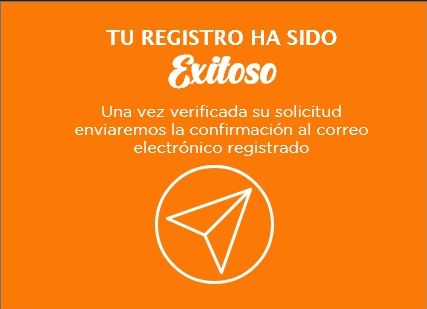 TU REGISTRO HA SIDO
Exitoso
Una vez verificada su solicitud
enviaremos la confirmación al correo
electrónico registrado